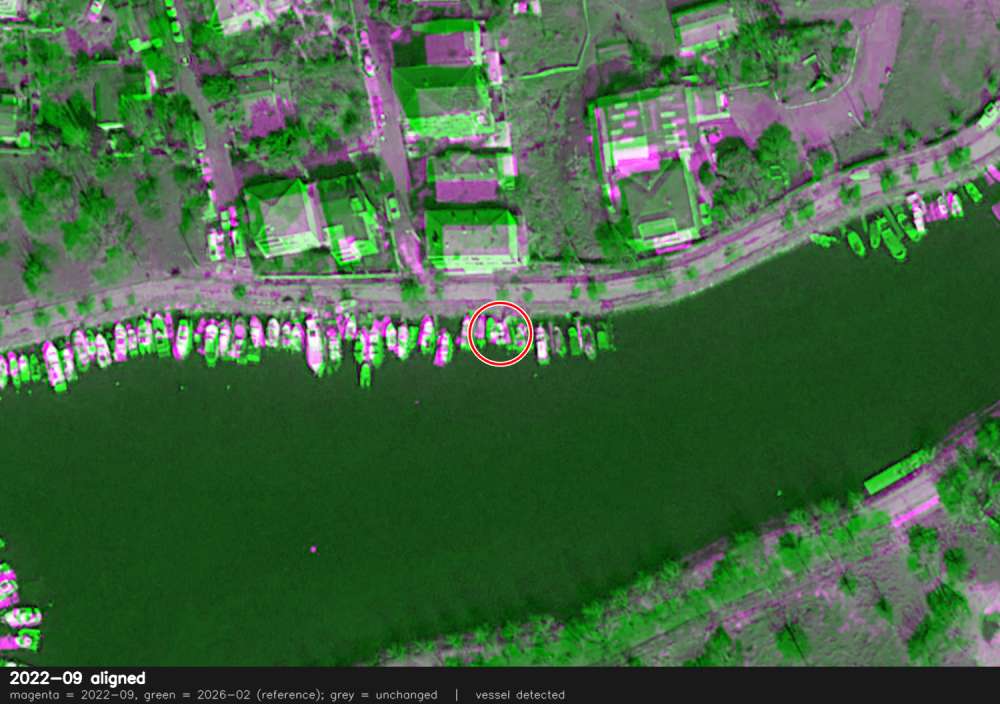 2022-09 aligned
magenta = 2022-09, green = 2026-02 (reference); grey = unchanged | vessel detected